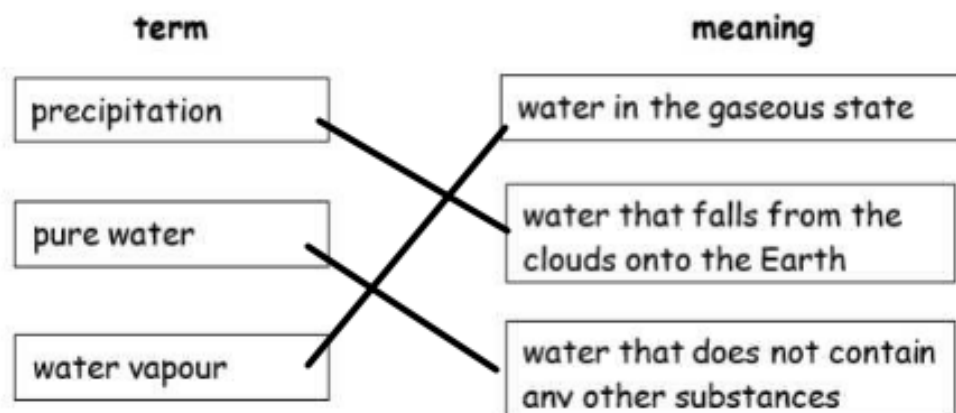 term
meaning
precipitation
water in the gaseous state
pure water
water that falls from the
clouds onto the Earth
water vapour
water that does not contain
any other substances